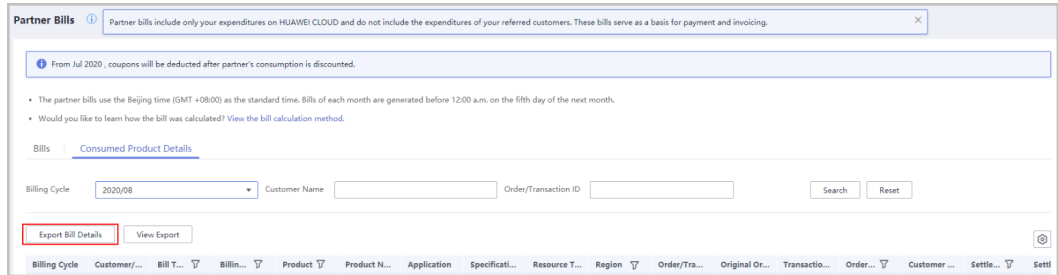 Partner Bills
Partner bills include only your expenditures on HUAWEI CLOUD and do not include the expenditures of your referred customers. These bills serve as a basis for payment and invoicing.
From Jul 2020 , coupons will be deducted after partner's consumption is discounted.
• The partner bills use the Beijing time (GMT +08:00) as the standard time. Bills of each month are generated before 12:00 a.m. on the fifth day of the next month.
• Would you like to learn how the bill was calculated? View the bill calculation method.
Bills | Consumed Product Details
Billing Cycle 2020/08 Customer Name Order/Transaction ID Search Reset
Export Bill Details View Export
Billing Cycle Customer/... Bill T... Billin... Product Product N... Application Specificati... Resource T... Region Order/Tra... Original Or... Transactio... Order... Customer ... Settle... Settl